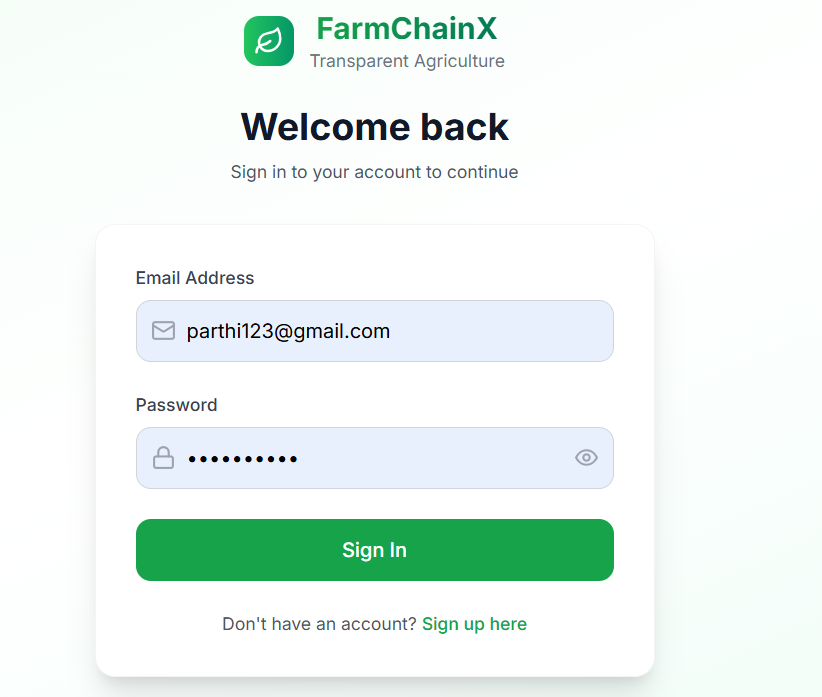 FarmChainX
Transparent Agriculture
Welcome back
Sign in to your account to continue
Email Address
parthi123@gmail.com
Password
••••••••••
Sign In
Don't have an account? Sign up here